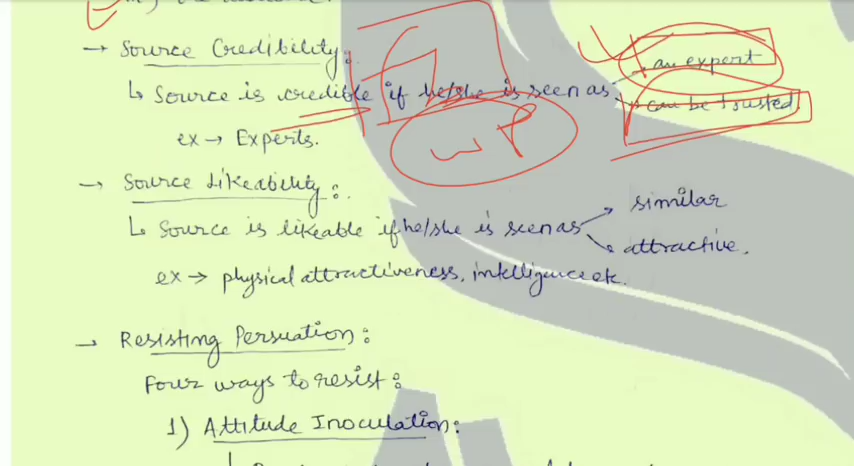 → Source Credibility:
↳ Source is credible if he/she is seen as → an expert
→ can be trusted.
ex → Experts.
WP
→ Source Likeability:
↳ Source is likeable if he/she is seen as → similar
→ attractive.
ex → physical attractiveness, intelligence etc.
→ Resisting Persuation:
Four ways to resist:
1) Attitude Inoculation: